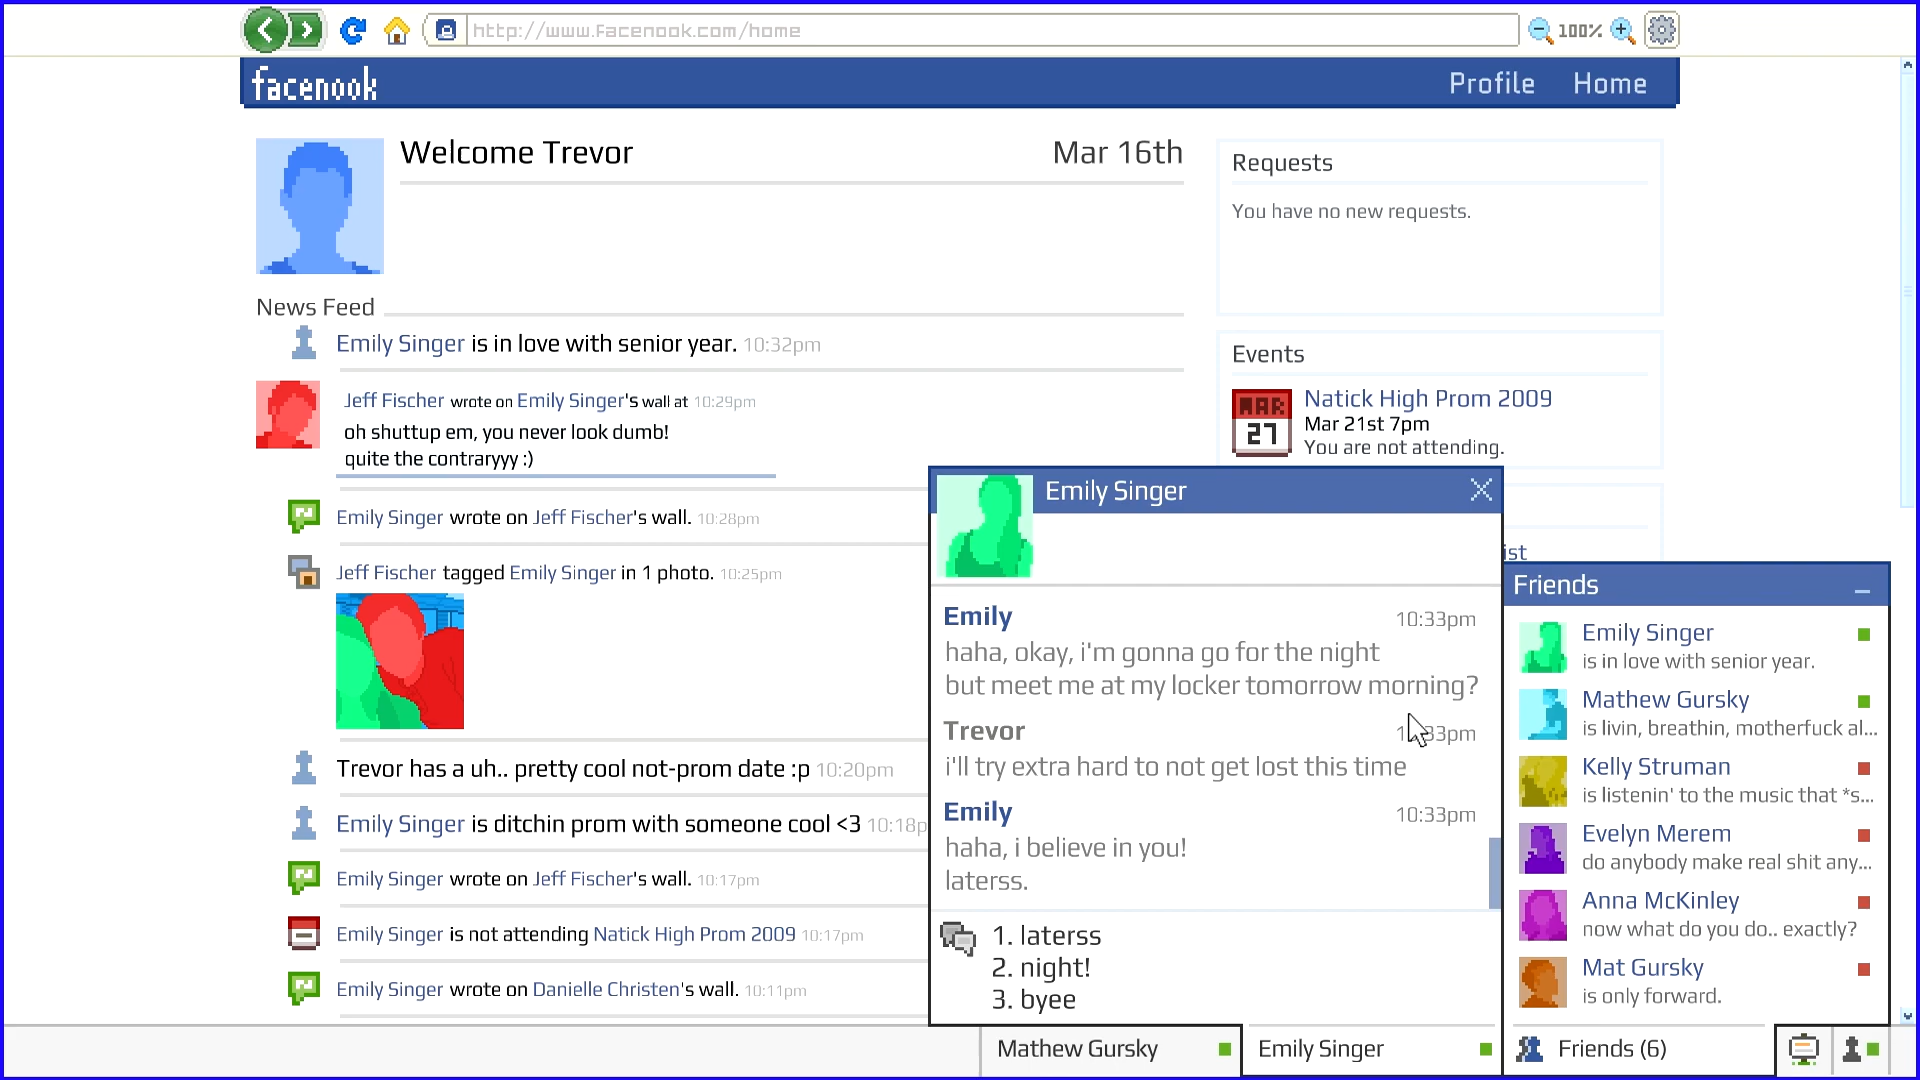 http://www.facenook.com/home
100%
facenook
Profile
Home
Welcome Trevor
Mar 16th
News Feed
Emily Singer is in love with senior year. 10:32pm
Jeff Fischer wrote on Emily Singer's wall at 10:29pm
oh shuttup em, you never look dumb!
quite the contraryyy :)
Emily Singer wrote on Jeff Fischer's wall. 10:28pm
Jeff Fischer tagged Emily Singer in 1 photo. 10:25pm
Trevor has a uh.. pretty cool not-prom date :p 10:20pm
Emily Singer is ditchin prom with someone cool <3 10:18p
Emily Singer wrote on Jeff Fischer's wall. 10:17pm
Emily Singer is not attending Natick High Prom 2009 10:17pm
Emily Singer wrote on Danielle Christen's wall. 10:11pm
Requests
You have no new requests.
Events
MAR
27
Natick High Prom 2009
Mar 21st 7pm
You are not attending.
ist
Emily Singer
Emily 10:33pm
haha, okay, i'm gonna go for the night
but meet me at my locker tomorrow morning?
Trevor
i'll try extra hard to not get lost this time
Emily 10:33pm
haha, i believe in you!
laterss.
1. laterss
2. night!
3. byee
Friends
Emily Singer
is in love with senior year.
Mathew Gursky
is livin, breathin, motherfuck al...
Kelly Struman
is listenin' to the music that *s...
Evelyn Merem
do anybody make real shit any...
Anna McKinley
now what do you do.. exactly?
Mat Gursky
is only forward.
Mathew Gursky
Emily Singer
Friends (6)